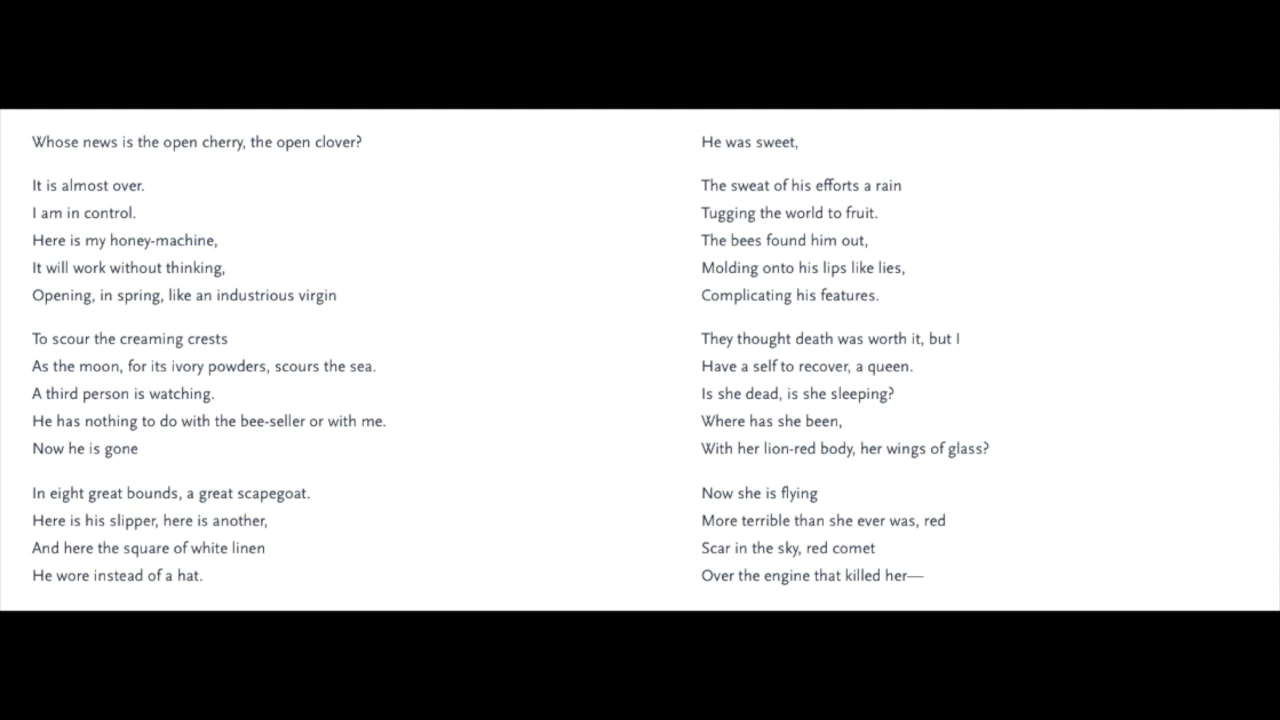 Whose news is the open cherry, the open clover?
It is almost over.
I am in control.
Here is my honey-machine,
It will work without thinking,
Opening, in spring, like an industrious virgin
To scour the creaming crests
As the moon, for its ivory powders, scours the sea.
A third person is watching.
He has nothing to do with the bee-seller or with me.
Now he is gone
In eight great bounds, a great scapegoat.
Here is his slipper, here is another,
And here the square of white linen
He wore instead of a hat.
He was sweet,
The sweat of his efforts a rain
Tugging the world to fruit.
The bees found him out,
Molding onto his lips like lies,
Complicating his features.
They thought death was worth it, but I
Have a self to recover, a queen.
Is she dead, is she sleeping?
Where has she been,
With her lion-red body, her wings of glass?
Now she is flying
More terrible than she ever was, red
Scar in the sky, red comet
Over the engine that killed her—